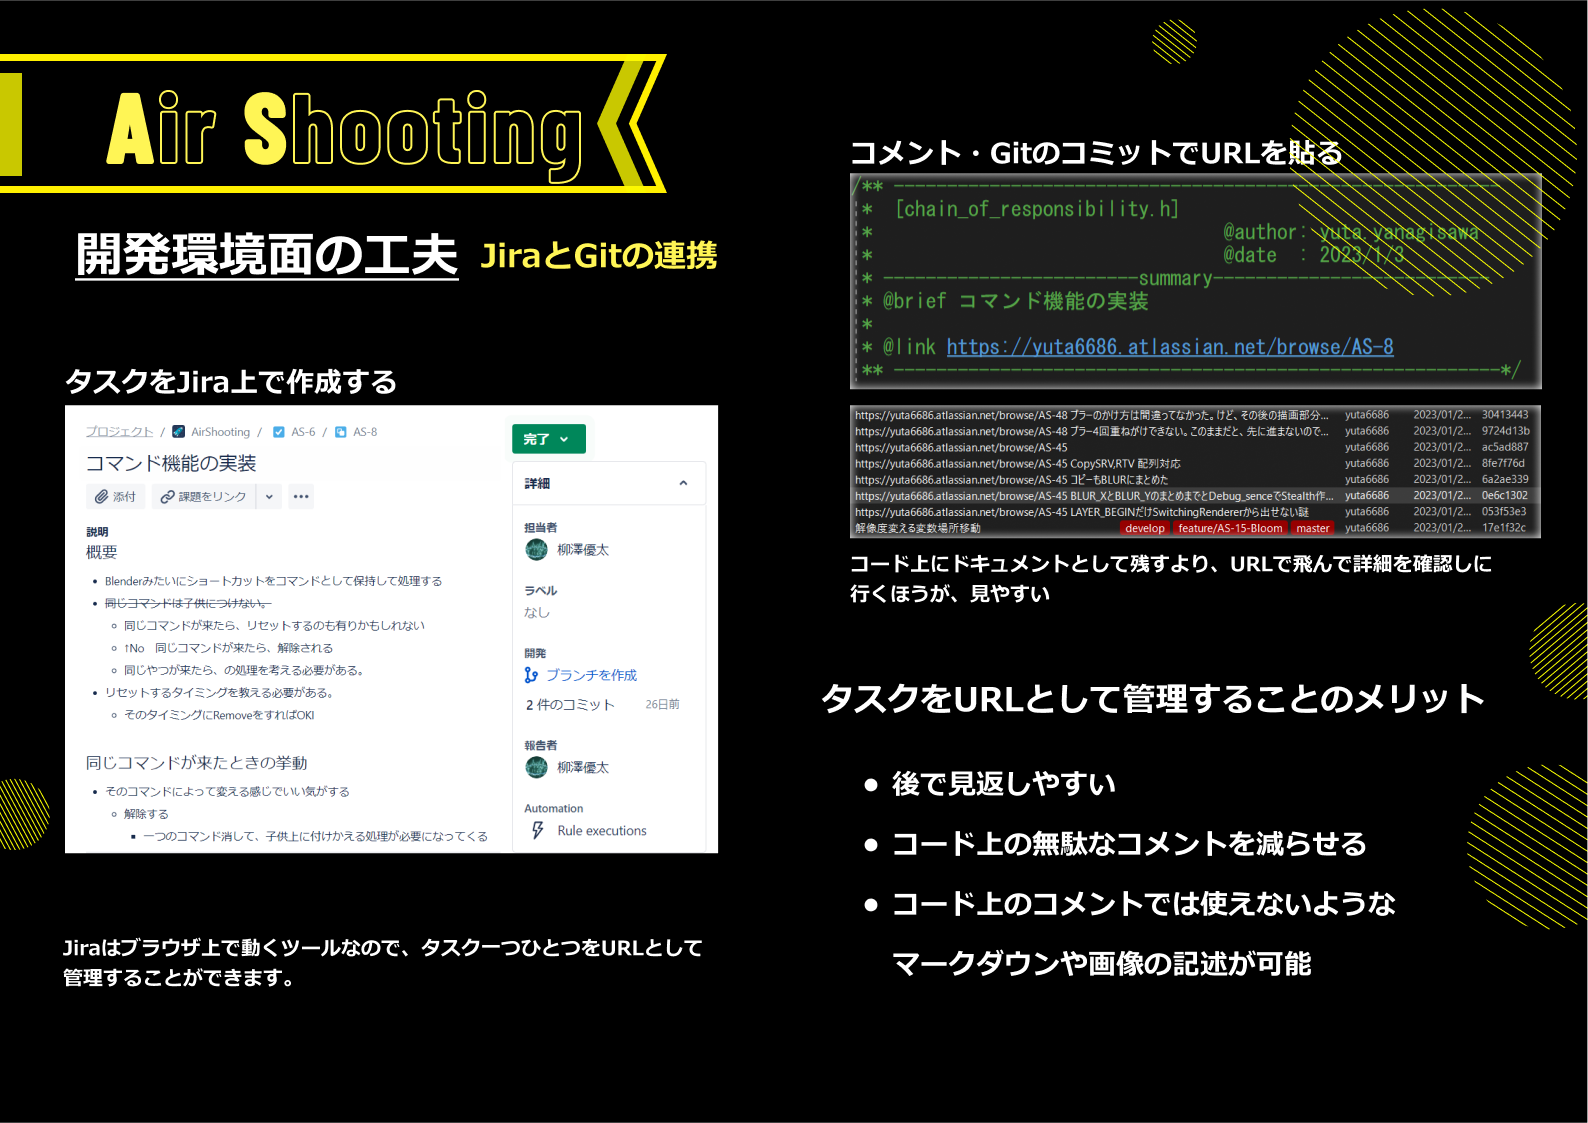 Air Shooting
開発環境面の工夫 JiraとGitの連携
タスクをJira上で作成する
プロジェクト / AirShooting / AS-6 / AS-8
コマンド機能の実装
添付 課題をリンク
説明
概要
Blenderみたいにショートカットをコマンドとして保持して処理する
同じコマンドは子供につけない。
同じコマンドが来たら、リセットするのも有りかもしれない
↑No 同じコマンドが来たら、解除される
同じやつが来たら、の処理を考える必要がある。
リセットするタイミングを教える必要がある。
そのタイミングにRemoveをすればOKI
同じコマンドが来たときの挙動
そのコマンドによって変える感じでいい気がする
解除する
一つのコマンド消して、子供上に付けかえる処理が必要になってくる
完了
詳細
担当者
柳澤優太
ラベル
なし
開発
ブランチを作成
2 件のコミット 26日前
報告者
柳澤優太
Automation
Rule executions
Jiraはブラウザ上で動くツールなので、タスク一つひとつをURLとして
管理することができます。
コメント・GitのコミットでURLを貼る
/** ---------------------------------------------------------
* [chain_of_responsibility.h]
* @author: yuta.yanagisawa
* @date : 2023/1/3
* ------------------------summary--------------------------
* @brief コマンド機能の実装
*
* @link https://yuta6686.atlassian.net/browse/AS-8
** ---------------------------------------------------------*/
https://yuta6686.atlassian.net/browse/AS-48 ブラーのかけ方は間違ってなかった。けど、その後の描画部分... yuta6686 2023/01/2... 30413443
https://yuta6686.atlassian.net/browse/AS-48 ブラー4回重ねがけできない。このままだと、先に進まないので... yuta6686 2023/01/2... 9724d13b
https://yuta6686.atlassian.net/browse/AS-45 yuta6686 2023/01/2... ac5ad887
https://yuta6686.atlassian.net/browse/AS-45 CopySRV,RTV 配列対応 yuta6686 2023/01/2... 8fe7f76d
https://yuta6686.atlassian.net/browse/AS-45 コピーもBLURにまとめた yuta6686 2023/01/2... 6a2ae339
https://yuta6686.atlassian.net/browse/AS-45 BLUR_XとBLUR_YのまとめまでとDebug_senceでStealth作... yuta6686 2023/01/2... 0e6c1302
https://yuta6686.atlassian.net/browse/AS-45 LAYER_BEGINだけSwitchingRendererから出せない謎 yuta6686 2023/01/2... 053f53e3
解像度変える変数場所移動 develop feature/AS-15-Bloom master yuta6686 2023/01/2... 17e1f32c
コード上にドキュメントとして残すより、URLで飛んで詳細を確認しに
行くほうが、見やすい
タスクをURLとして管理することのメリット
● 後で見返しやすい
● コード上の無駄なコメントを減らせる
● コード上のコメントでは使えないような
マークダウンや画像の記述が可能